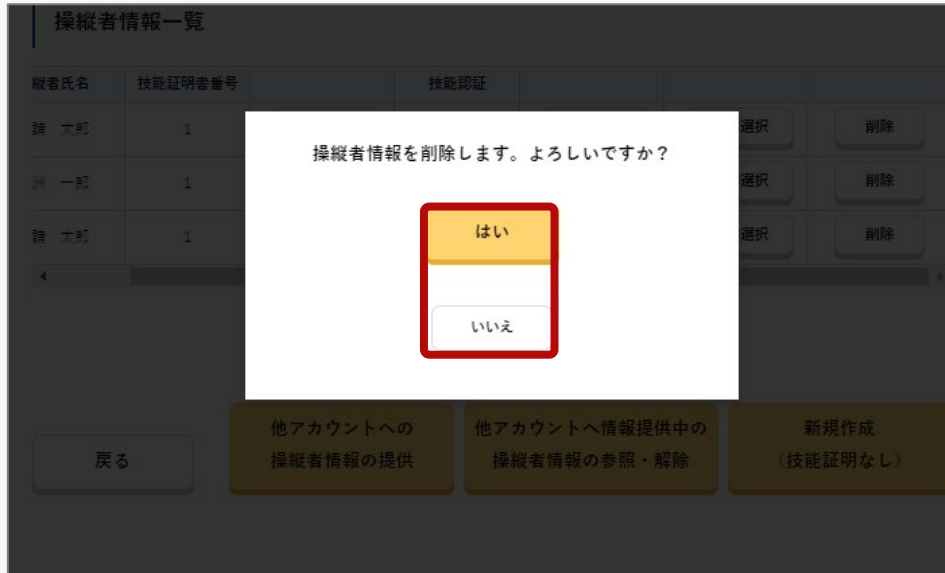 操縦者情報一覧
縦者氏名 技能証明書番号 技能認証
請 太郎 1 選択 削除
洲 一郎 1 選択 削除
請 太郎 1 選択 削除
操縦者情報を削除します。よろしいですか？
はい
いいえ
戻る
他アカウントへの
操縦者情報の提供
他アカウントへ情報提供中の
操縦者情報の参照・解除
新規作成
（技能証明なし）